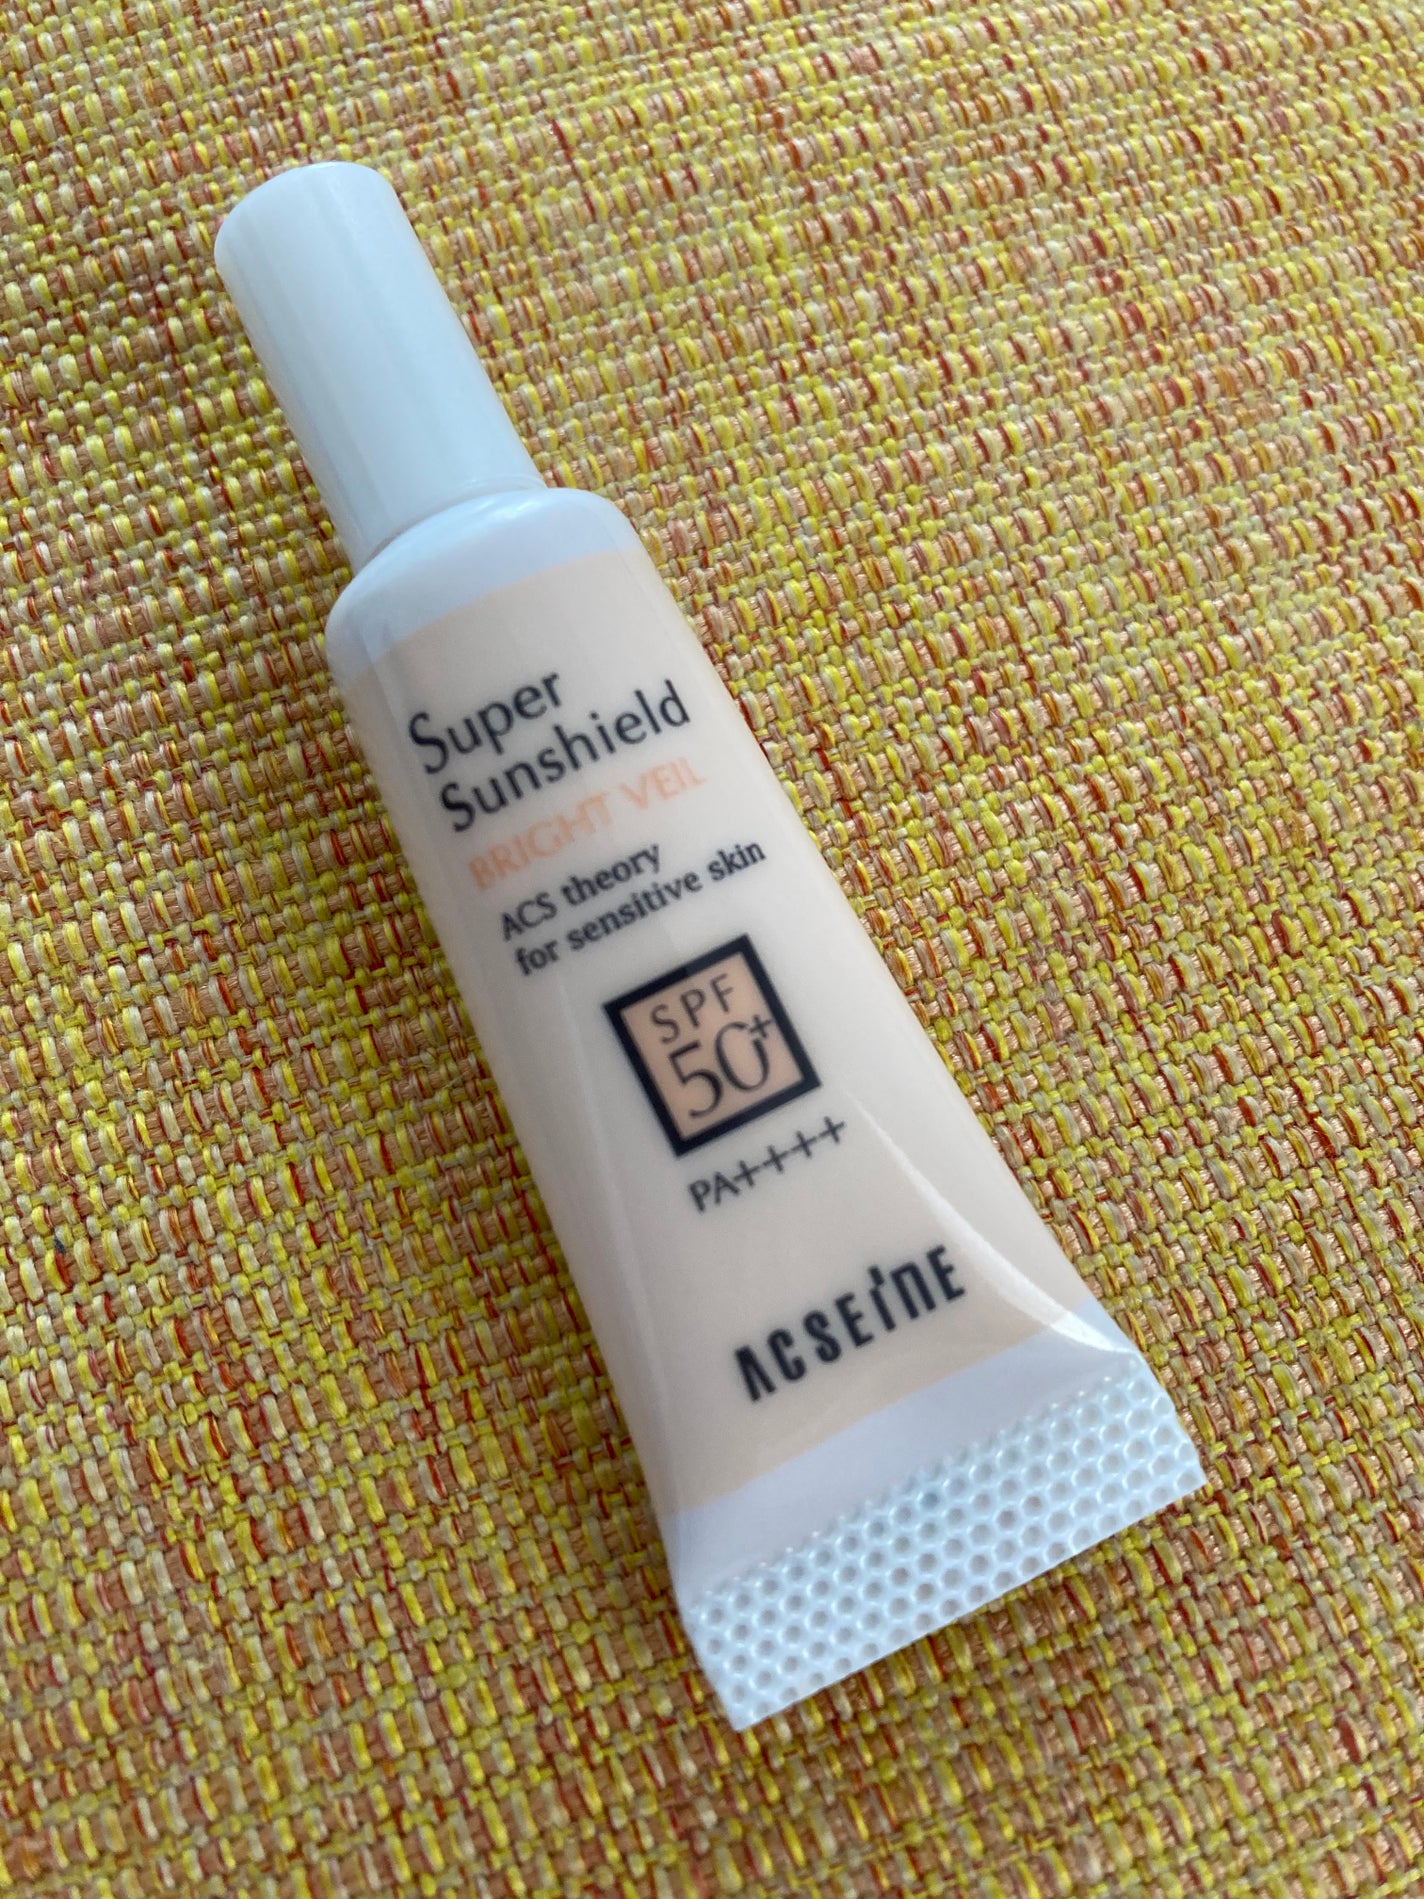 Super
Sunshield
BRIGHT VEIL
ACS theory
for sensitive skin
SPF
50+
PA++++
ACSEINE